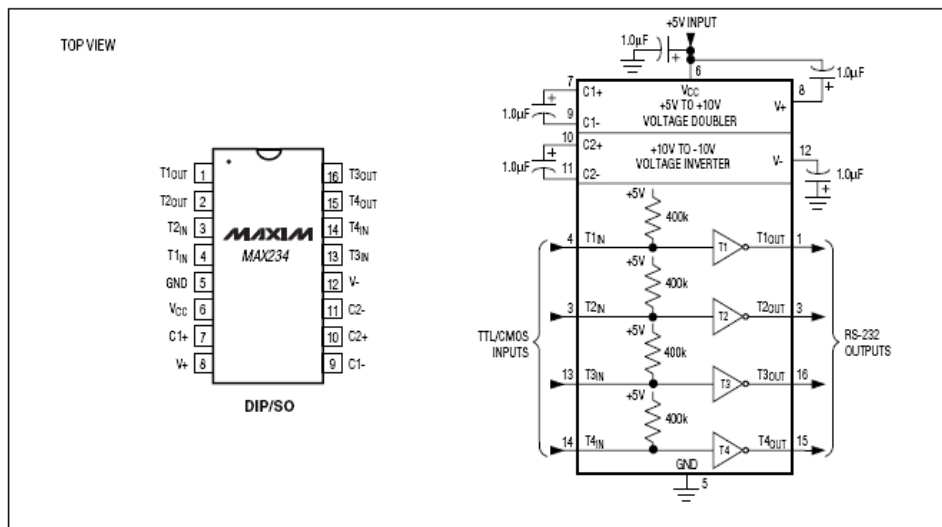 TOP VIEW
T1OUT 1
T2OUT 2
T2IN 3
T1IN 4
GND 5
VCC 6
C1+ 7
V+ 8
16 T3OUT
15 T4OUT
14 T4IN
13 T3IN
12 V-
11 C2-
10 C2+
9 C1-
MAXIM
MAX234
DIP/SO
+5V INPUT
1.0µF
+
6
1.0µF
+
7 C1+
VCC
8 V+
+5V TO +10V
VOLTAGE DOUBLER
1.0µF
+
9 C1-
10 C2+
+10V TO -10V
VOLTAGE INVERTER
12 V-
1.0µF
+
11 C2-
1.0µF
+
+5V
400k
4 T1IN T1 T1OUT 1
+5V
400k
3 T2IN T2 T2OUT 3
TTL/CMOS
INPUTS
RS-232
OUTPUTS
+5V
400k
13 T3IN T3 T3OUT 16
+5V
400k
14 T4IN T4 T4OUT 15
GND
5